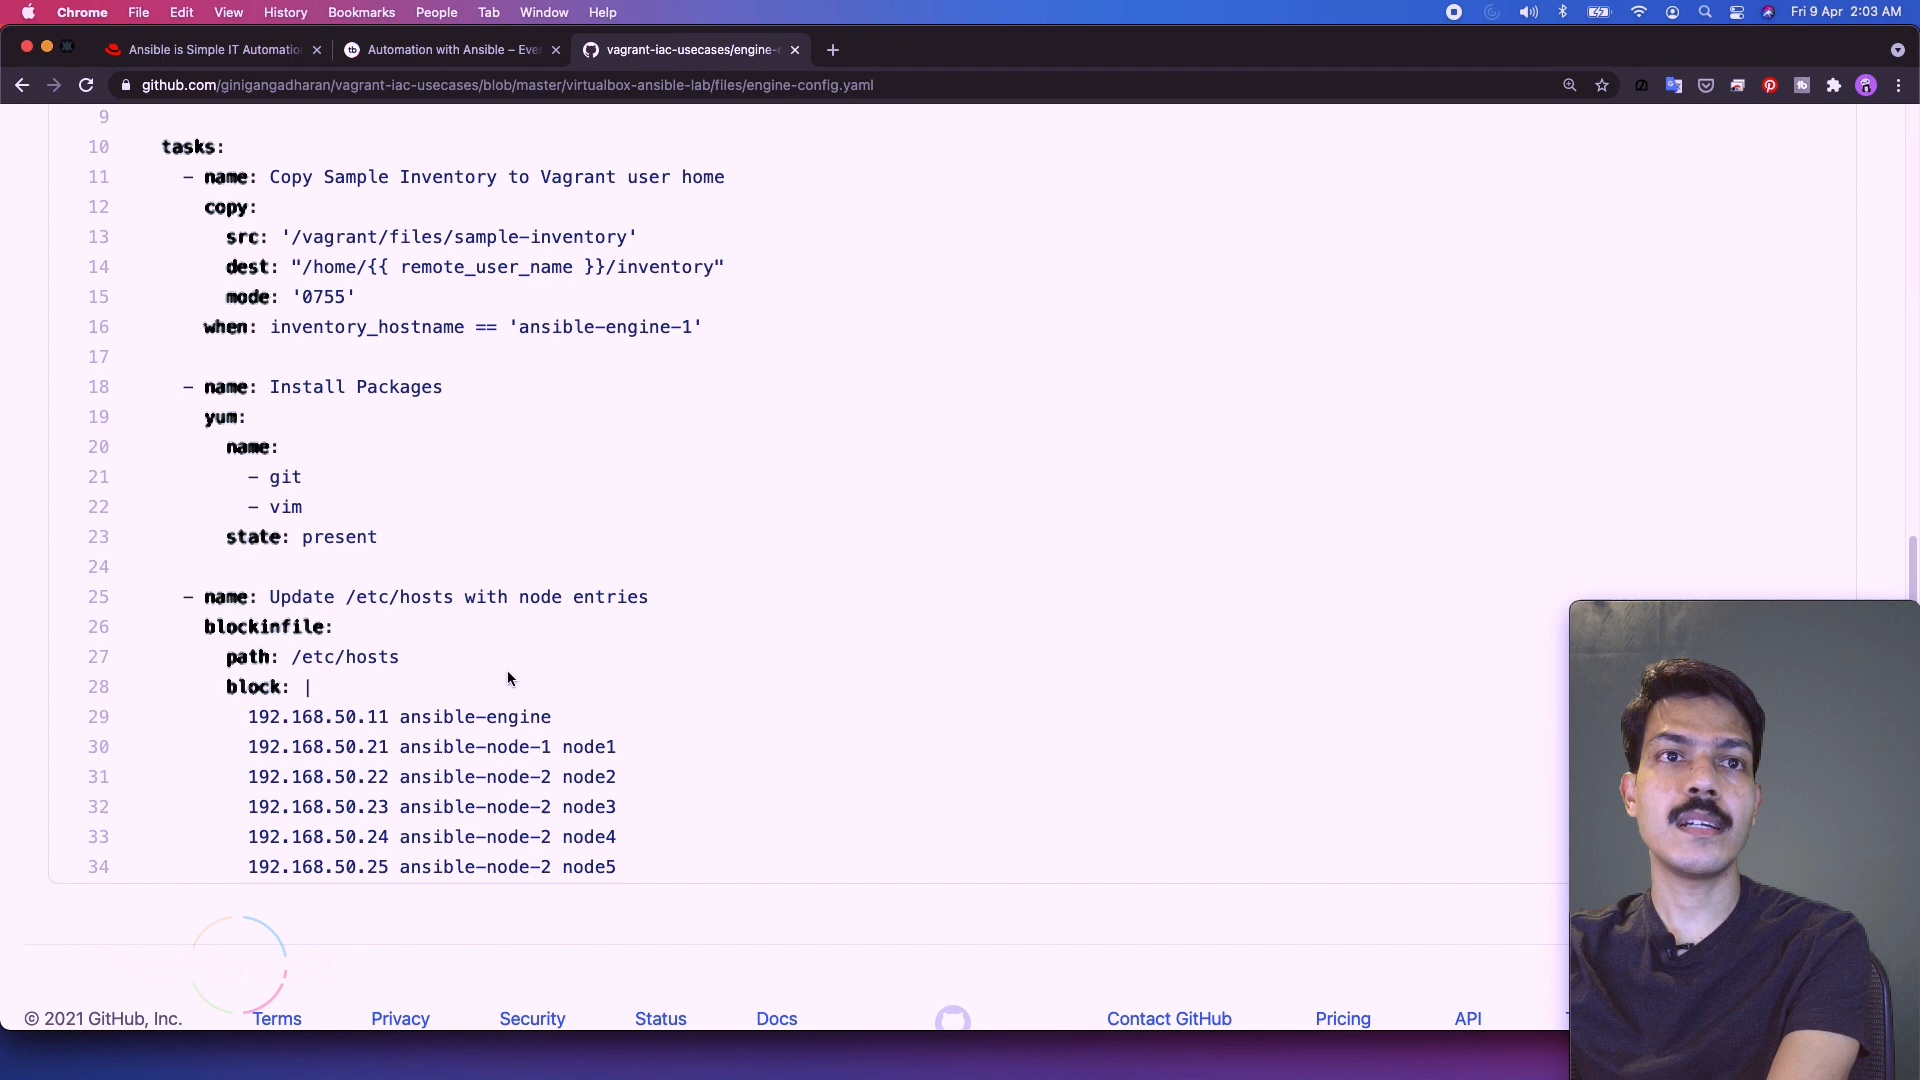 Chrome File Edit View History Bookmarks People Tab Window Help Fri 9 Apr 2:03 AM
Ansible is Simple IT Automation
Automation with Ansible – Ever
vagrant-iac-usecases/engine-c
github.com/ginigangadharan/vagrant-iac-usecases/blob/master/virtualbox-ansible-lab/files/engine-config.yaml
9
10 tasks:
11 - name: Copy Sample Inventory to Vagrant user home
12 copy:
13 src: '/vagrant/files/sample-inventory'
14 dest: "/home/{{ remote_user_name }}/inventory"
15 mode: '0755'
16 when: inventory_hostname == 'ansible-engine-1'
17
18 - name: Install Packages
19 yum:
20 name:
21 - git
22 - vim
23 state: present
24
25 - name: Update /etc/hosts with node entries
26 blockinfile:
27 path: /etc/hosts
28 block: |
29 192.168.50.11 ansible-engine
30 192.168.50.21 ansible-node-1 node1
31 192.168.50.22 ansible-node-2 node2
32 192.168.50.23 ansible-node-2 node3
33 192.168.50.24 ansible-node-2 node4
34 192.168.50.25 ansible-node-2 node5
© 2021 GitHub, Inc. Terms Privacy Security Status Docs Contact GitHub Pricing API